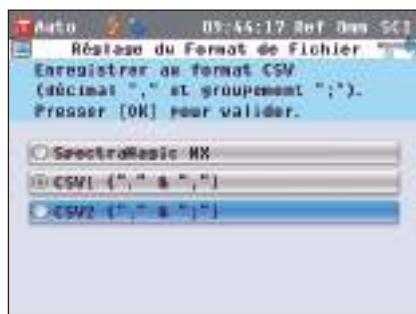 Auto 09:44:17 Ref 8mm SCI
Réglage du Format de Fichier
Enregistrer au format CSV
(décimal "," et groupement ";").
Presser [OK] pour valider.
SpectraMagic NX
CSV1 ("." & ",")
CSV2 ("," & ";")